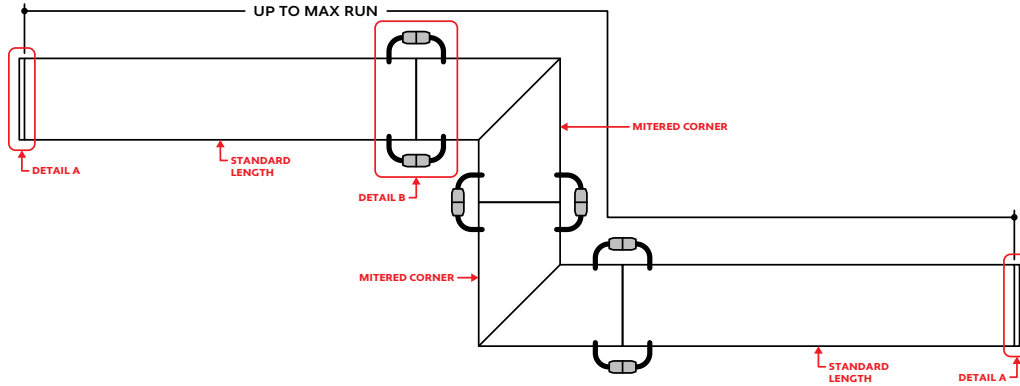 UP TO MAX RUN
MITERED CORNER
DETAIL A
STANDARD
LENGTH
DETAIL B
MITERED CORNER
STANDARD
LENGTH
DETAIL A